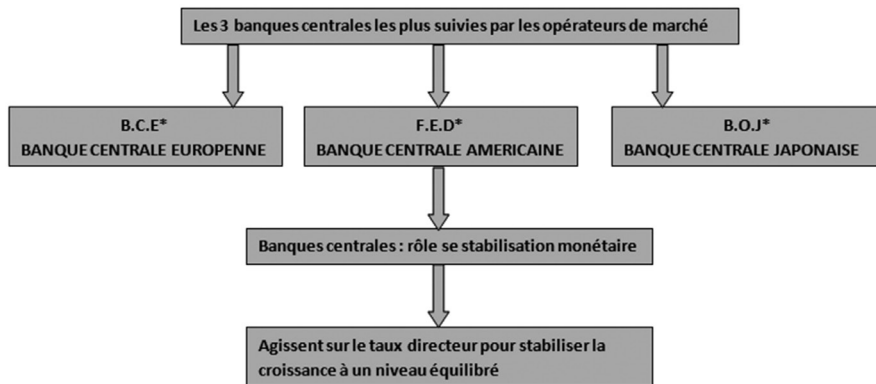 Les 3 banques centrales les plus suivies par les opérateurs de marché
B.C.E*
BANQUE CENTRALE EUROPENNE
F.E.D*
BANQUE CENTRALE AMERICAINE
B.O.J*
BANQUE CENTRALE JAPONAISE
Banques centrales : rôle se stabilisation monétaire
Agissent sur le taux directeur pour stabiliser la
croissance à un niveau équilibré